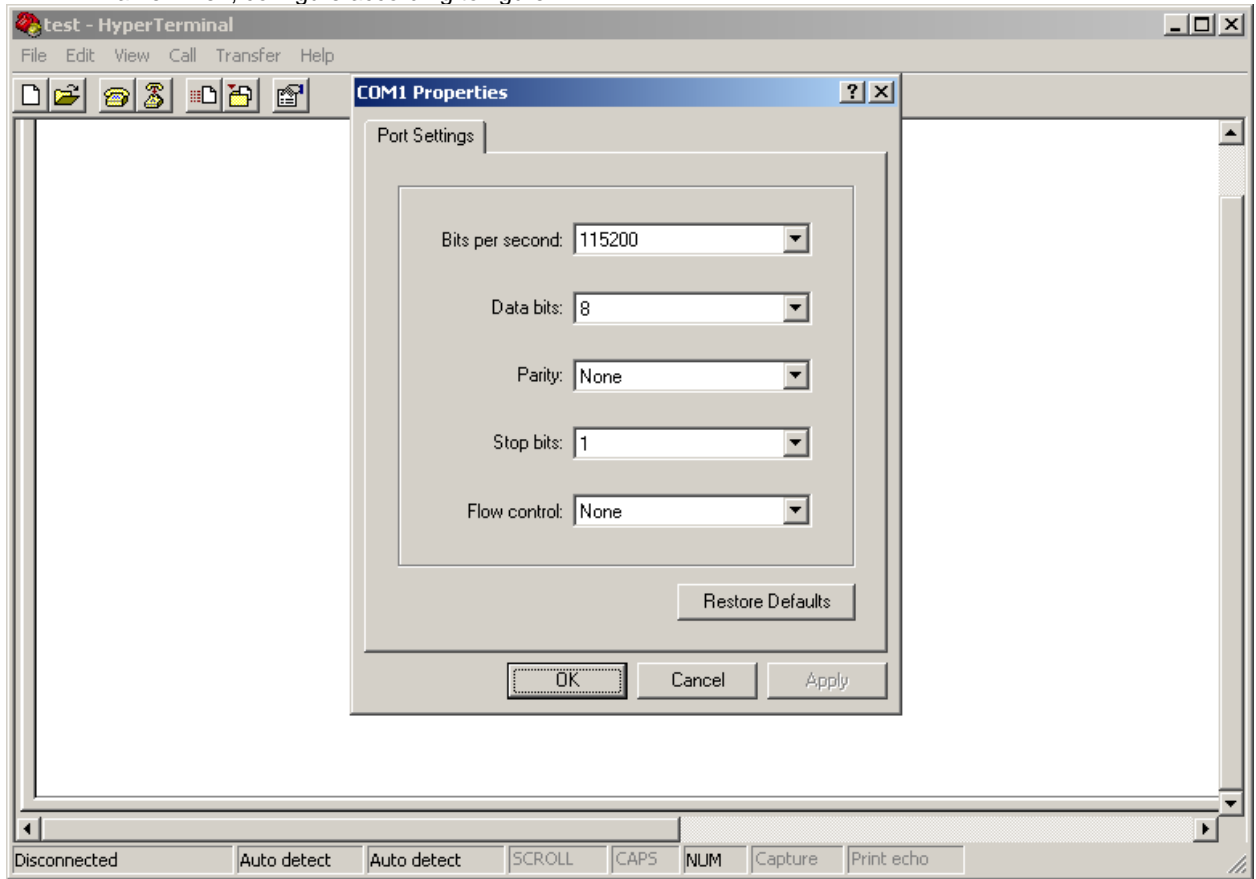 test - HyperTerminal
File Edit View Call Transfer Help
COM1 Properties
Port Settings
Bits per second: 115200
Data bits: 8
Parity: None
Stop bits: 1
Flow control: None
Restore Defaults
OK Cancel Apply
Disconnected Auto detect Auto detect SCROLL CAPS NUM Capture Print echo